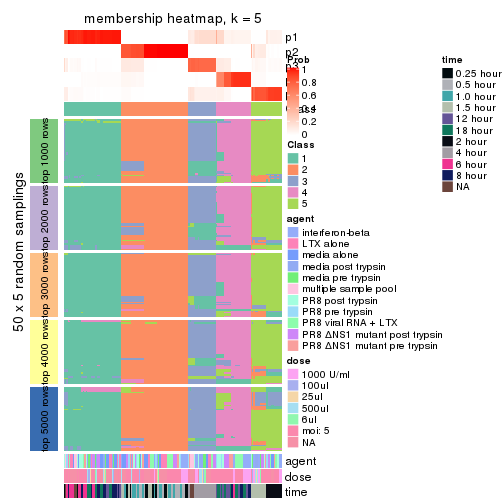 membership heatmap, k = 5
p1
p2
p3
Prob
1
0.8
0.6
0.4
0.2
0
Class
1
2
3
4
5
agent
interferon-beta
LTX alone
media alone
media post trypsin
media pre trypsin
multiple sample pool
PR8 post trypsin
PR8 pre trypsin
PR8 viral RNA + LTX
PR8 ΔNS1 mutant post trypsin
PR8 ΔNS1 mutant pre trypsin
dose
1000 U/ml
100ul
25ul
500ul
6ul
moi: 5
NA
time
0.25 hour
0.5 hour
1.0 hour
1.5 hour
12 hour
18 hour
2 hour
4 hour
6 hour
8 hour
NA
50 x 5 random samplings
top 1000 rows
top 2000 rows
top 3000 rows
top 4000 rows
top 5000 rows
agent
dose
time